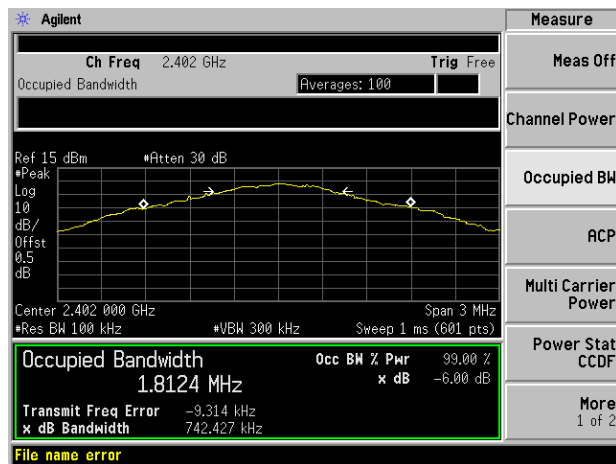 Agilent
Measure
Ch Freq 2.402 GHz Trig Free
Occupied Bandwidth Averages: 100
Meas Off
Channel Power
Occupied BW
ACP
Multi Carrier
Power
Power Stat
CCDF
More
1 of 2
Ref 15 dBm #Atten 30 dB
#Peak
Log
10
dB/
Offst
0.5
dB
Center 2.402 000 GHz Span 3 MHz
#Res BW 100 kHz #VBW 300 kHz Sweep 1 ms (601 pts)
Occupied Bandwidth Occ BW % Pwr 99.00 %
1.8124 MHz x dB -6.00 dB
Transmit Freq Error -9.314 kHz
x dB Bandwidth 742.427 kHz
File name error